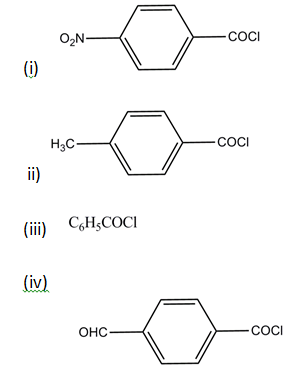 O₂N COCl
(i)
H₃C COCl
ii)
(iii) C₆H₅COCl
(iv)
OHC COCl